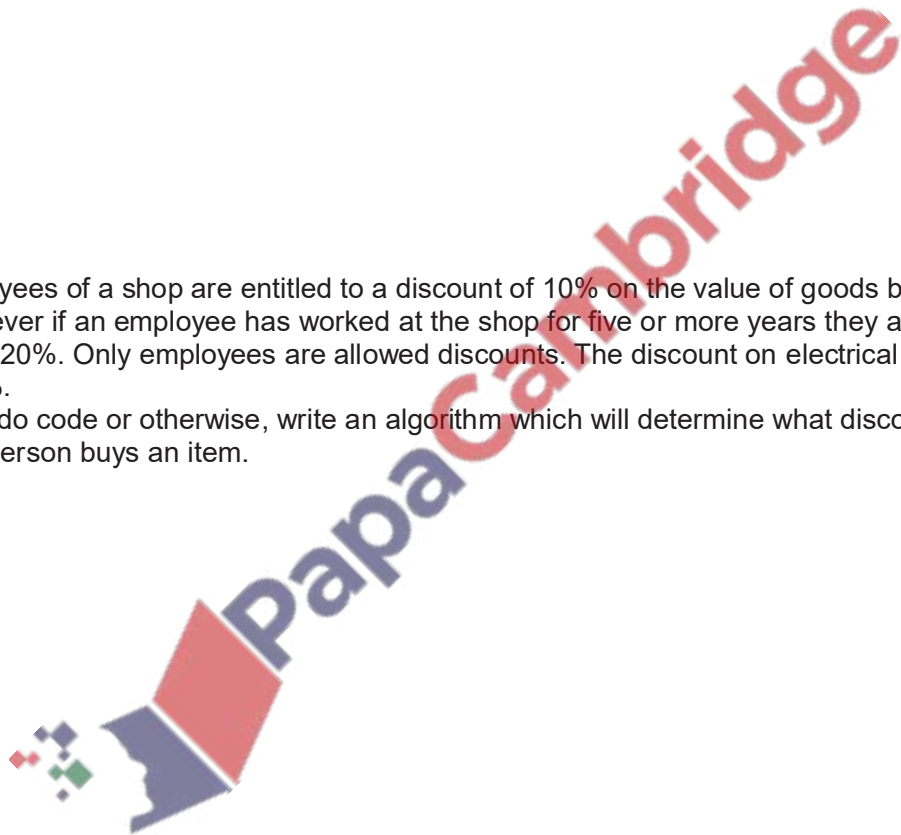 yees of a shop are entitled to a discount of 10% on the value of goods b
ever if an employee has worked at the shop for five or more years they a
20%. Only employees are allowed discounts. The discount on electrical
.
do code or otherwise, write an algorithm which will determine what disco
erson buys an item.
PapaCambridge